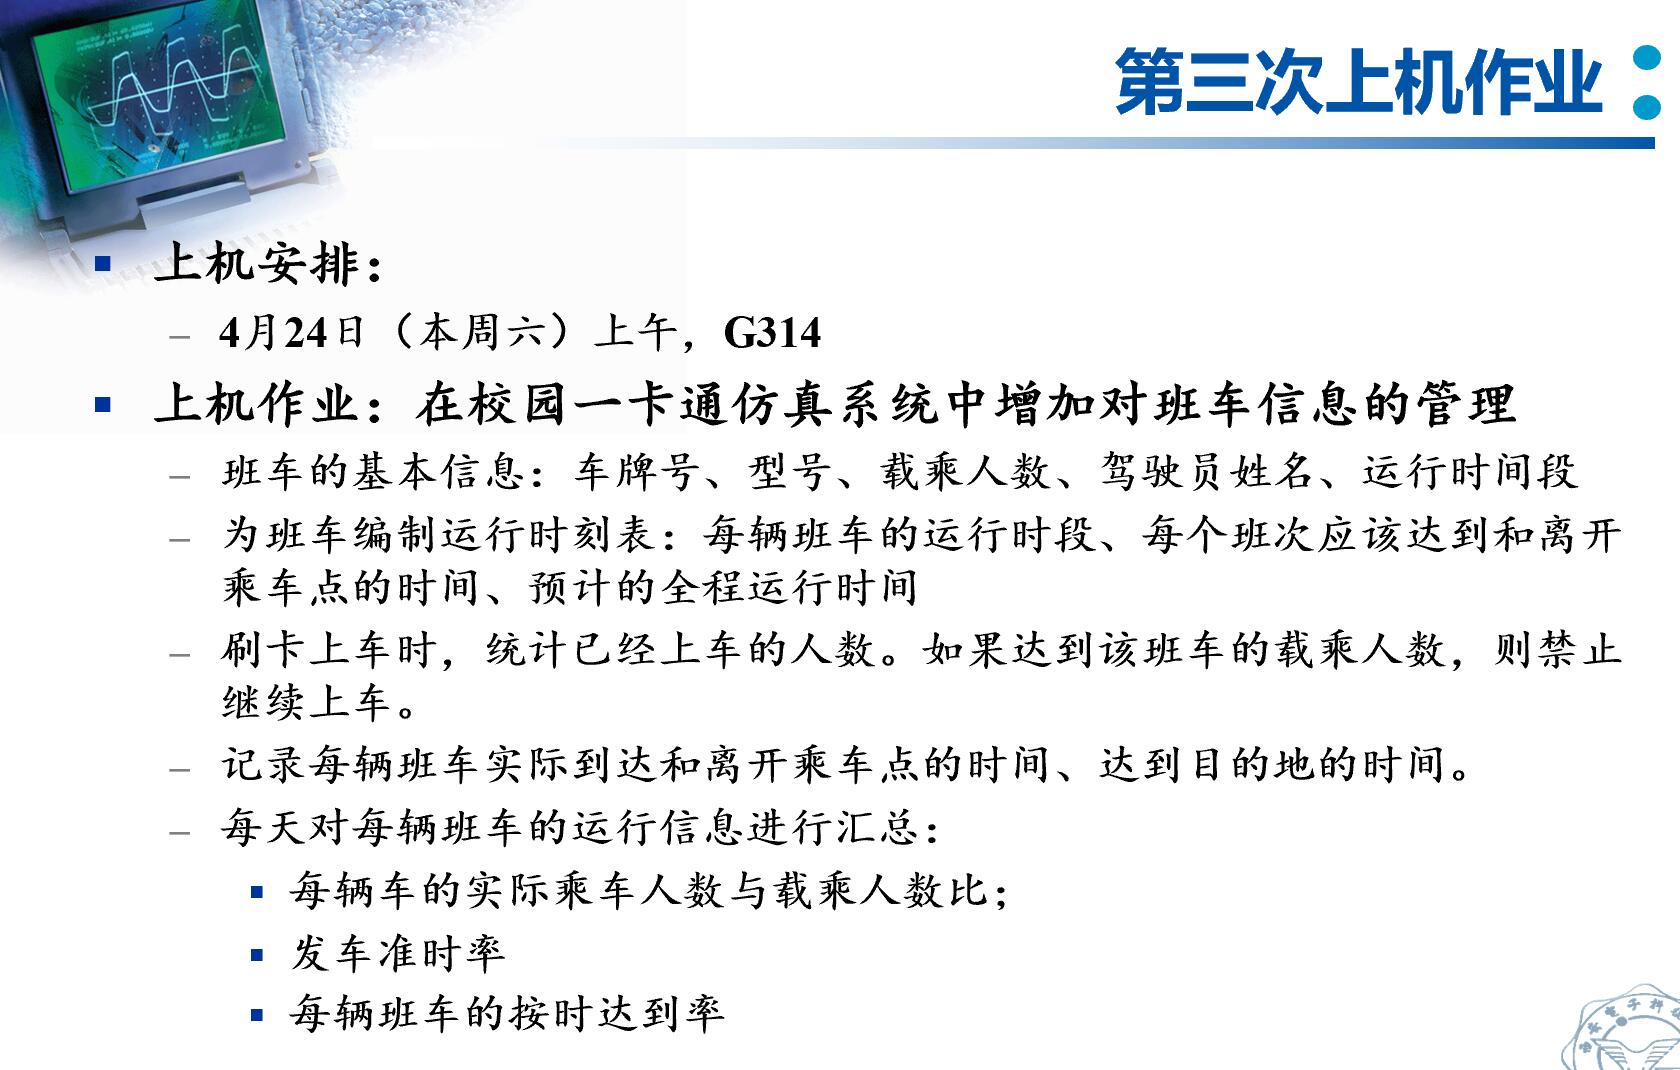 第三次上机作业
上机安排：
– 4月24日（本周六）上午，G314
上机作业：在校园一卡通仿真系统中增加对班车信息的管理
– 班车的基本信息：车牌号、型号、载乘人数、驾驶员姓名、运行时间段
– 为班车编制运行时刻表：每辆班车的运行时段、每个班次应该达到和离开
乘车点的时间、预计的全程运行时间
– 刷卡上车时，统计已经上车的人数。如果达到该班车的载乘人数，则禁止
继续上车。
– 记录每辆班车实际到达和离开乘车点的时间、达到目的地的时间。
– 每天对每辆班车的运行信息进行汇总：
每辆车的实际乘车人数与载乘人数比；
发车准时率
每辆班车的按时达到率